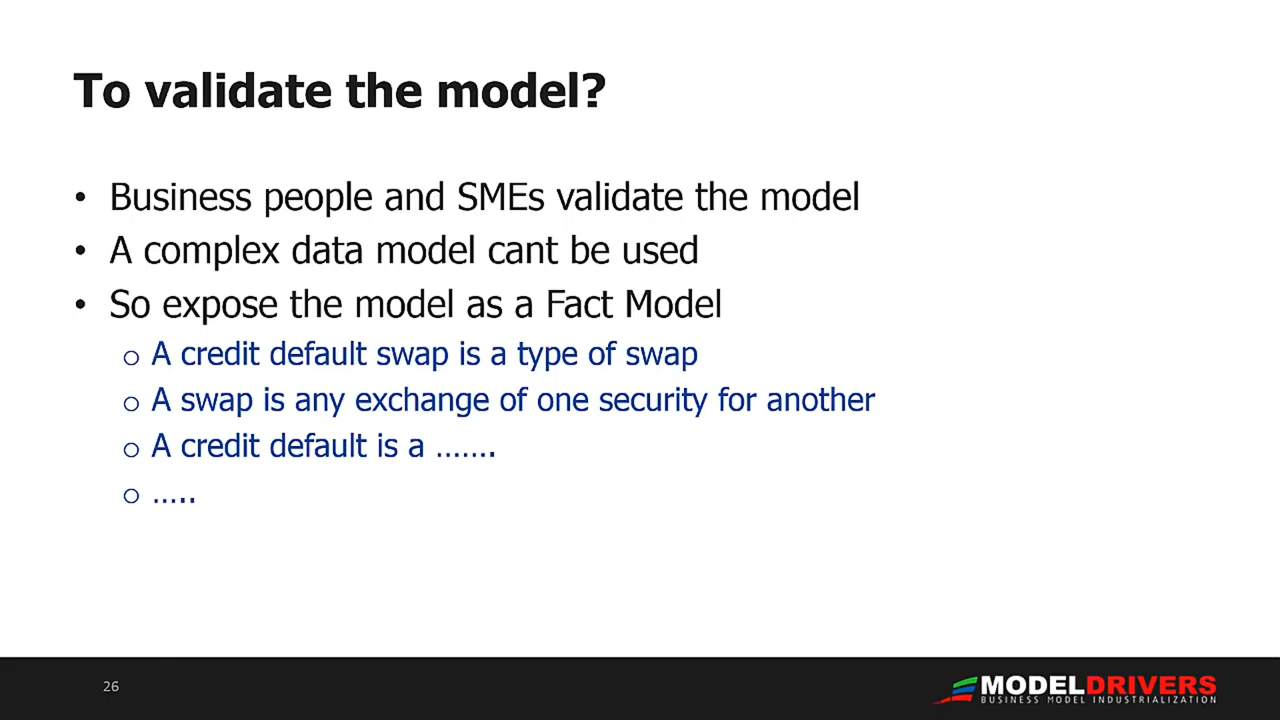 To validate the model?
• Business people and SMEs validate the model
• A complex data model cant be used
• So expose the model as a Fact Model
o A credit default swap is a type of swap
o A swap is any exchange of one security for another
o A credit default is a …….
o …..
26
MODELDRIVERS
BUSINESS MODEL INDUSTRIALIZATION